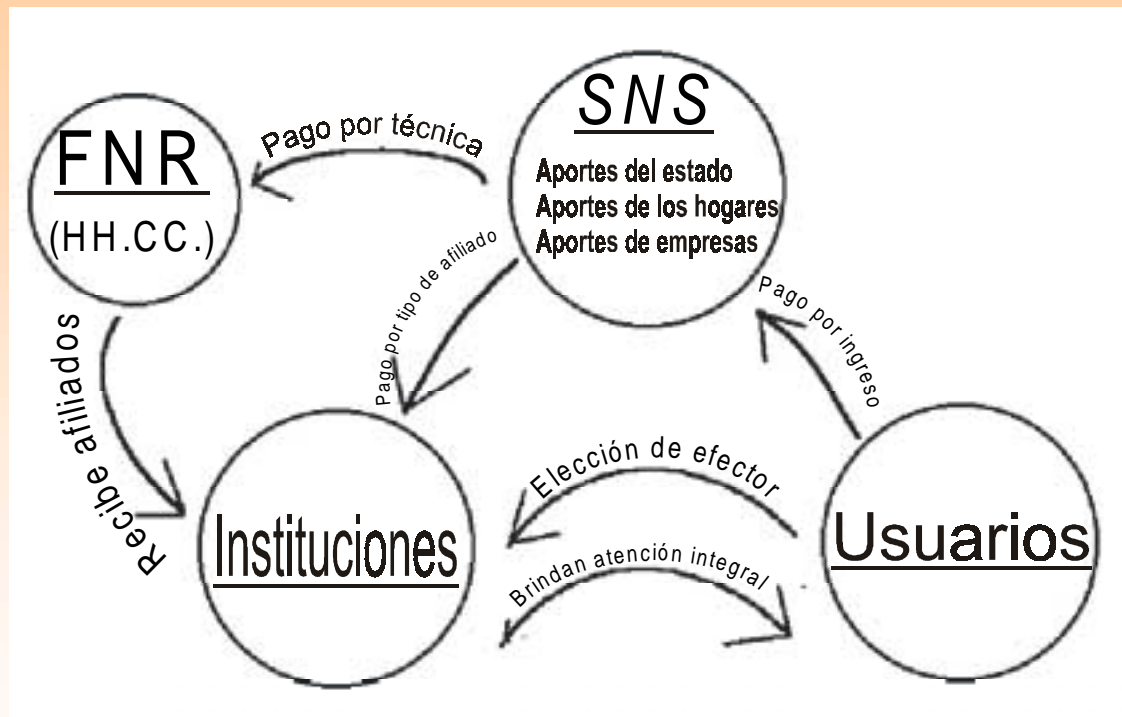 SNS
Aportes del estado
Aportes de los hogares
Aportes de empresas
FNR
(HH.CC.)
Pago por técnica
Pago por tipo de afiliado
Pago por ingreso
Recibe afiliados
Elección de efector
Instituciones
Usuarios
Brindan atención integral